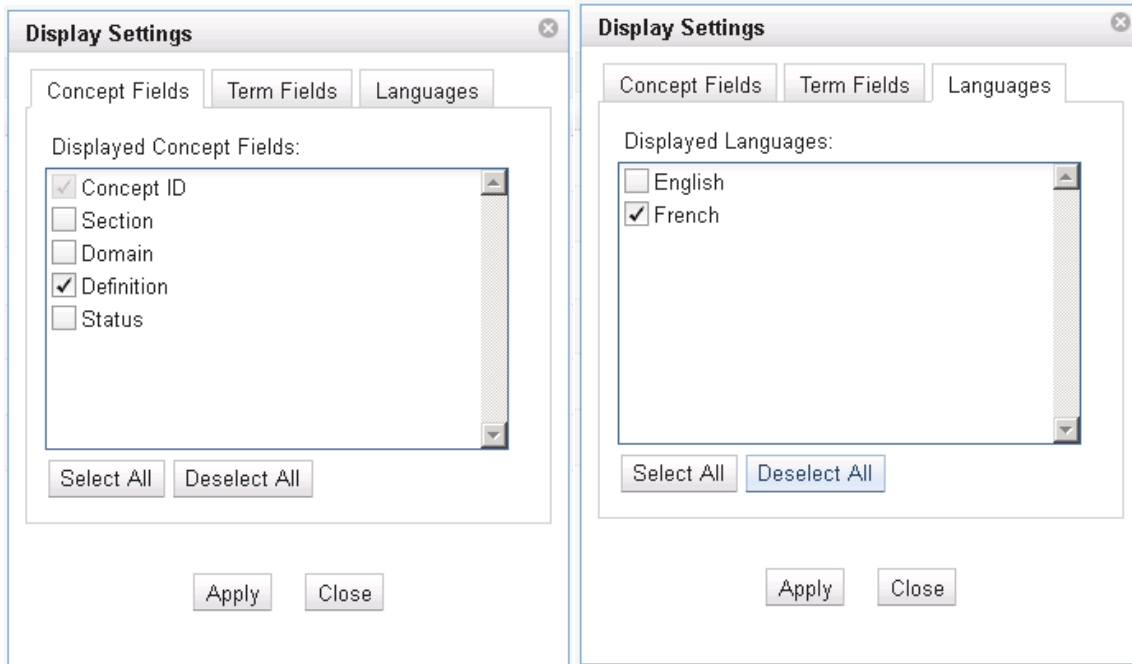 Display Settings
Concept Fields Term Fields Languages
Displayed Concept Fields:
Concept ID
Section
Domain
Definition
Status
Select All Deselect All
Apply Close
Display Settings
Concept Fields Term Fields Languages
Displayed Languages:
English
French
Select All Deselect All
Apply Close